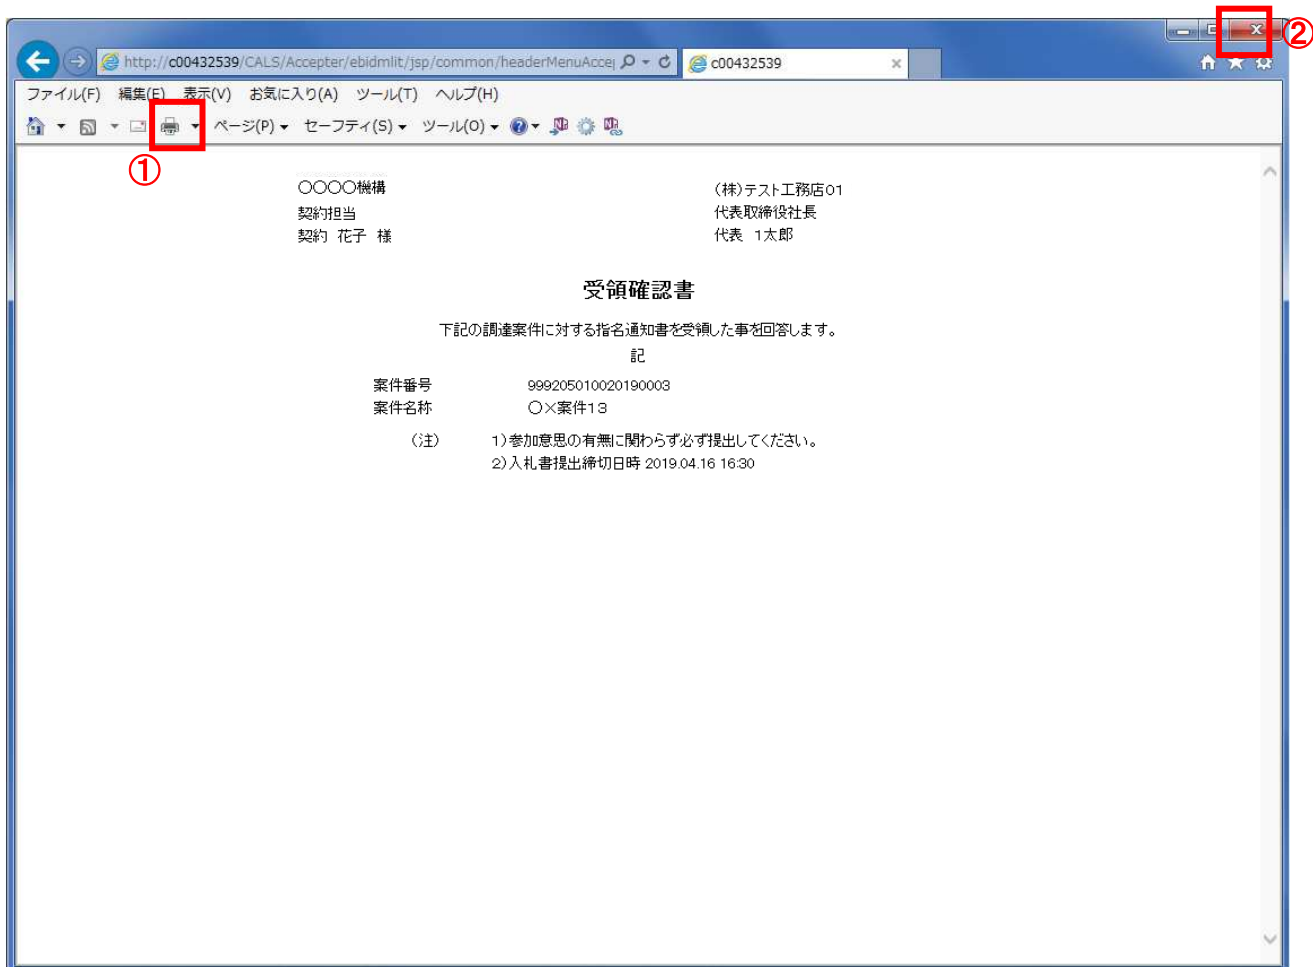 ②
http://c00432539/CALS/Accepter/ebidmlit/jsp/common/headerMenuAccep
c00432539
ファイル(F) 編集(E) 表示(V) お気に入り(A) ツール(T) ヘルプ(H)
ページ(P) セーフティ(S) ツール(O)
①
〇〇〇〇機構 (株)テスト工務店01
契約担当 代表取締役社長
契約 花子 様 代表 1太郎
受領確認書
下記の調達案件に対する指名通知書を受領した事を回答します。
記
案件番号 999205010020190003
案件名称 〇×案件13
(注) 1)参加意思の有無に関わらず必ず提出してください。
2)入札書提出締切日時 2019.04.16 16:30